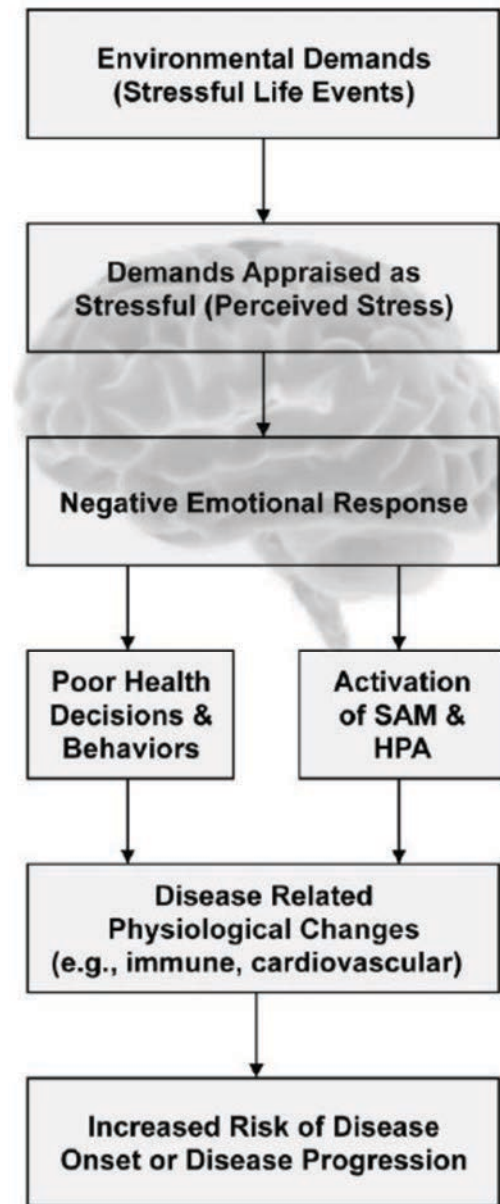 Environmental Demands
(Stressful Life Events)
Demands Appraised as
Stressful (Perceived Stress)
Negative Emotional Response
Poor Health
Decisions &
Behaviors
Activation
of SAM &
HPA
Disease Related
Physiological Changes
(e.g., immune, cardiovascular)
Increased Risk of Disease
Onset or Disease Progression